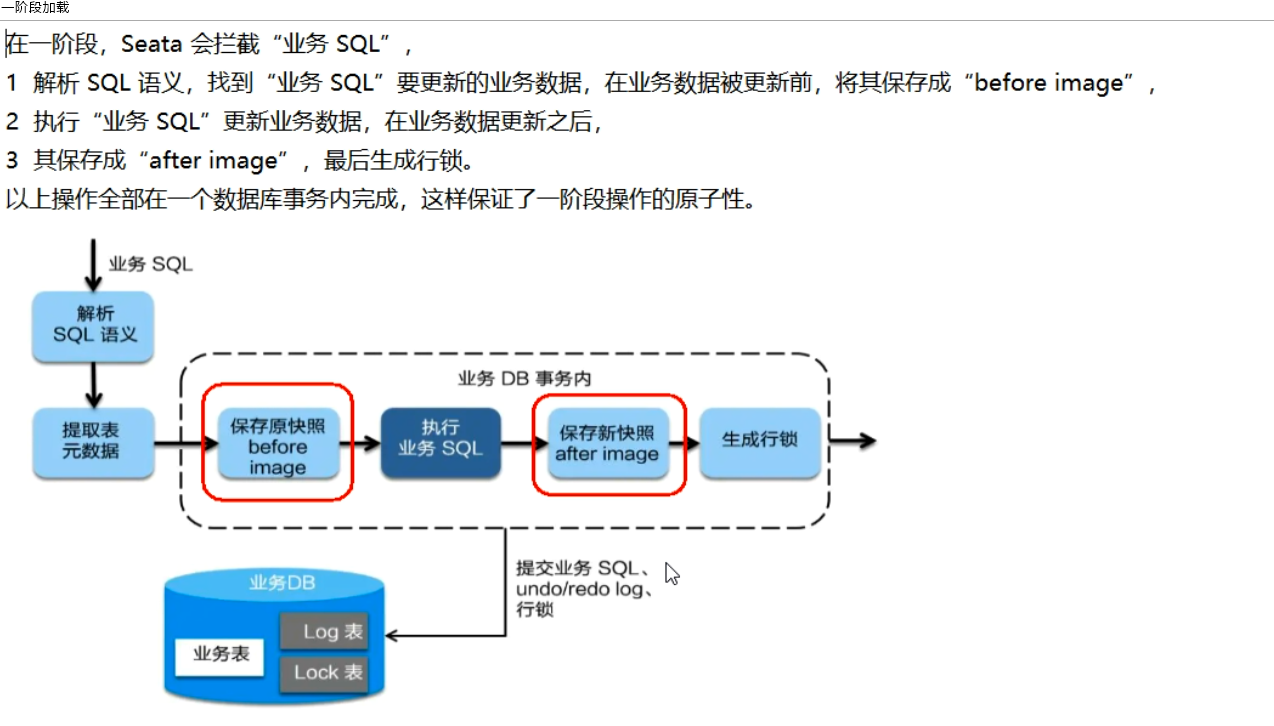 一阶段加载
在一阶段，Seata 会拦截“业务 SQL”，
1 解析 SQL 语义，找到“业务 SQL”要更新的业务数据，在业务数据被更新前，将其保存成“before image”，
2 执行“业务 SQL”更新业务数据，在业务数据更新之后，
3 其保存成“after image”，最后生成行锁。
以上操作全部在一个数据库事务内完成，这样保证了一阶段操作的原子性。
业务 SQL
解析
SQL 语义
业务 DB 事务内
提取表
元数据
保存原快照
before
image
执行
业务 SQL
保存新快照
after image
生成行锁
提交业务 SQL、
undo/redo log、
行锁
业务DB
Log 表
业务表
Lock 表